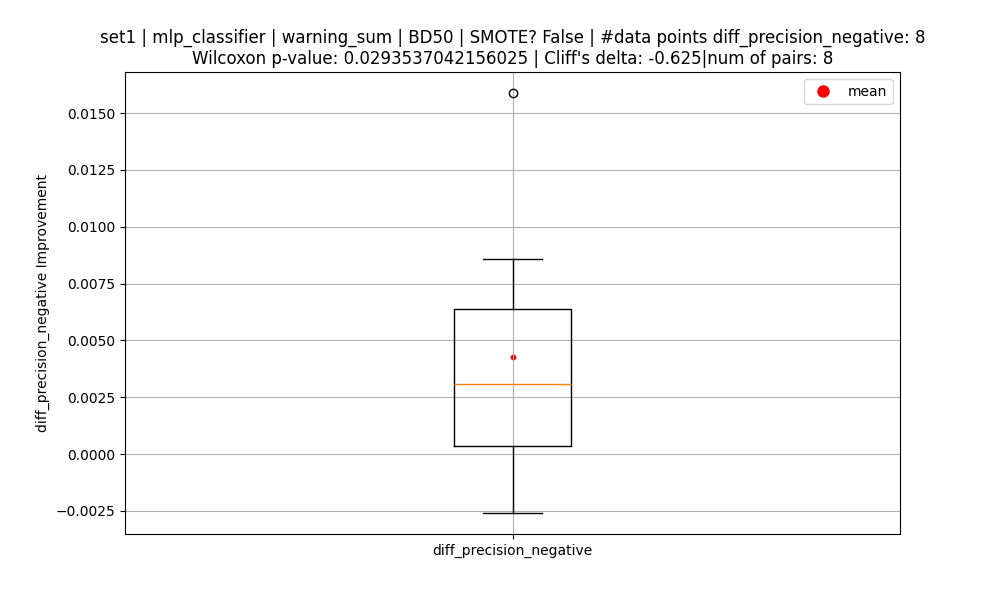 set1 | mlp_classifier | warning_sum | BD50 | SMOTE? False | #data points diff_precision_negative: 8
Wilcoxon p-value: 0.0293537042156025 | Cliff's delta: -0.625|num of pairs: 8
mean
0.0150
0.0125
0.0100
0.0075
0.0050
0.0025
0.0000
−0.0025
diff_precision_negative Improvement
diff_precision_negative